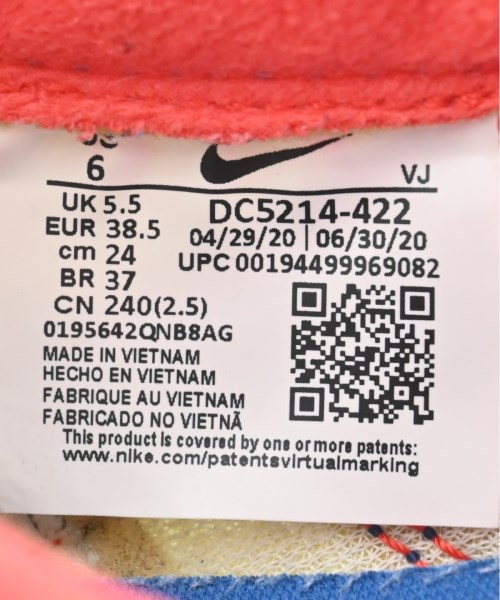 US
6
VJ
UK 5.5
EUR 38.5
cm 24
BR 37
CN 240(2.5)
DC5214-422
04/29/20 | 06/30/20
UPC 00194499969082
0195642QNB8AG
MADE IN VIETNAM
HECHO EN VIETNAM
FABRIQUE AU VIETNAM
FABRICADO NO VIETNÃ
This product is covered by one or more patents:
www.nike.com/patentsvirtualmarking